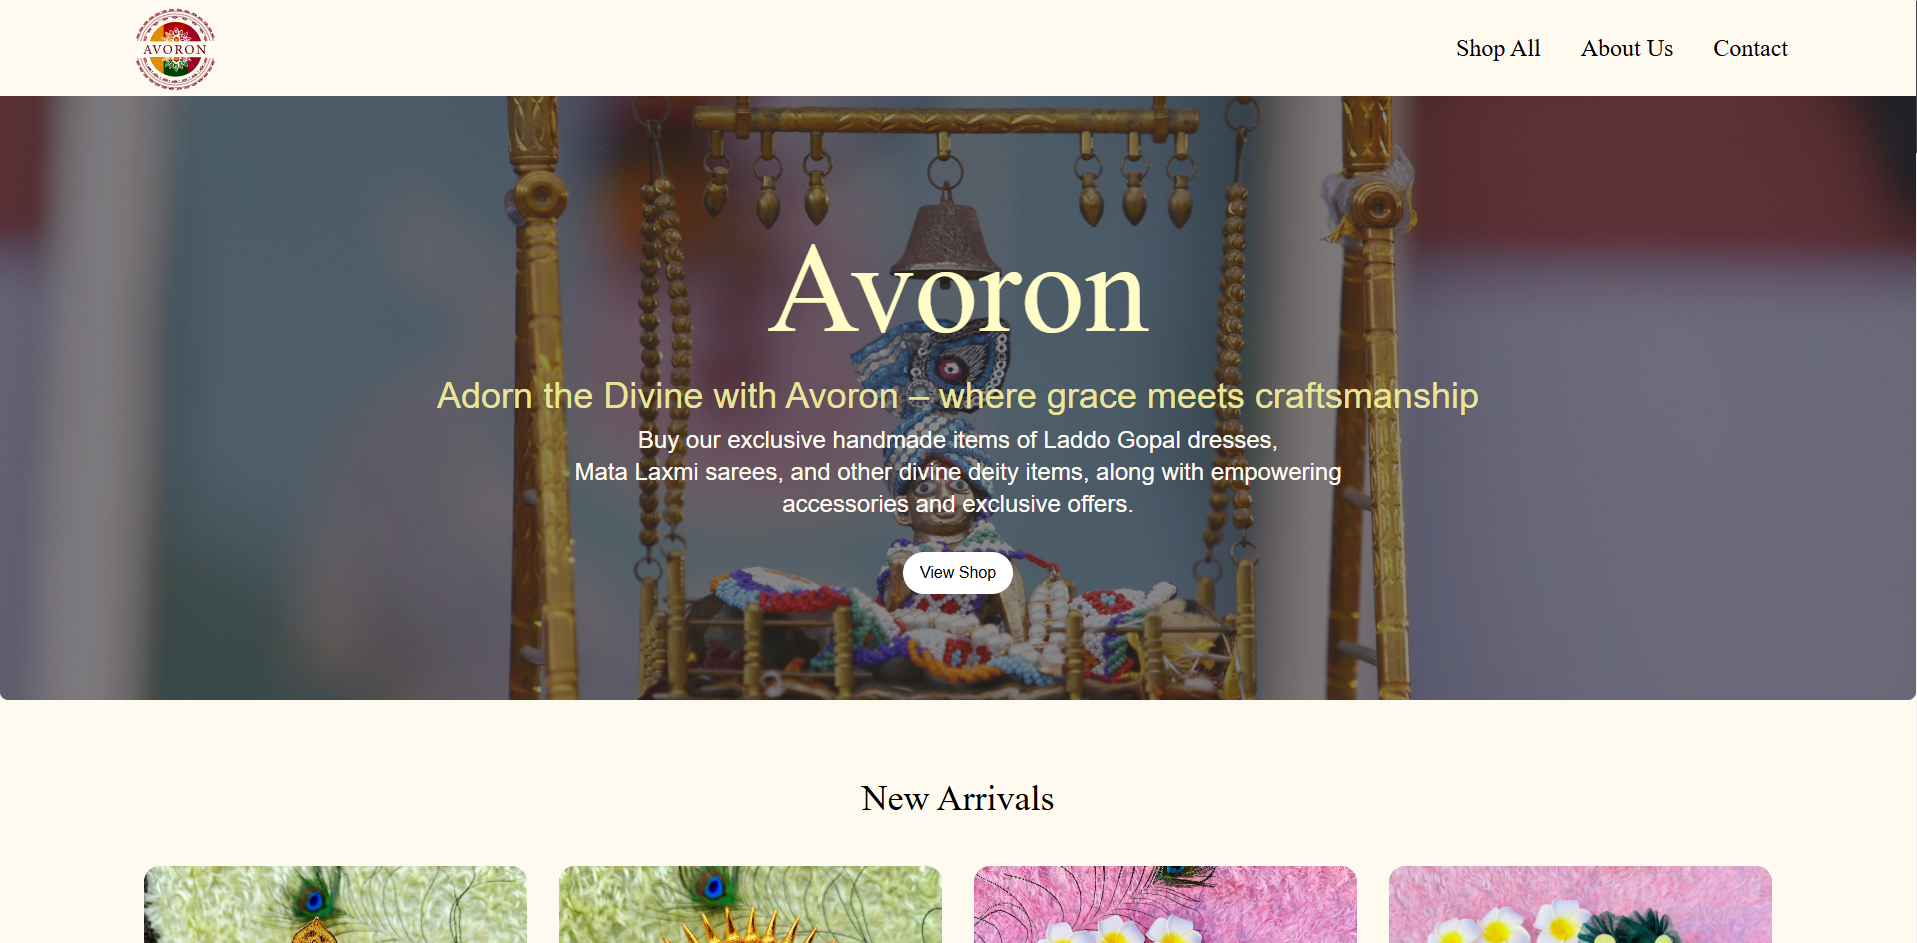 AVORON
Shop All
About Us
Contact
Avoron
Adorn the Divine with Avoron – where grace meets craftsmanship
Buy our exclusive handmade items of Laddo Gopal dresses,
Mata Laxmi sarees, and other divine deity items, along with empowering
accessories and exclusive offers.
View Shop
New Arrivals